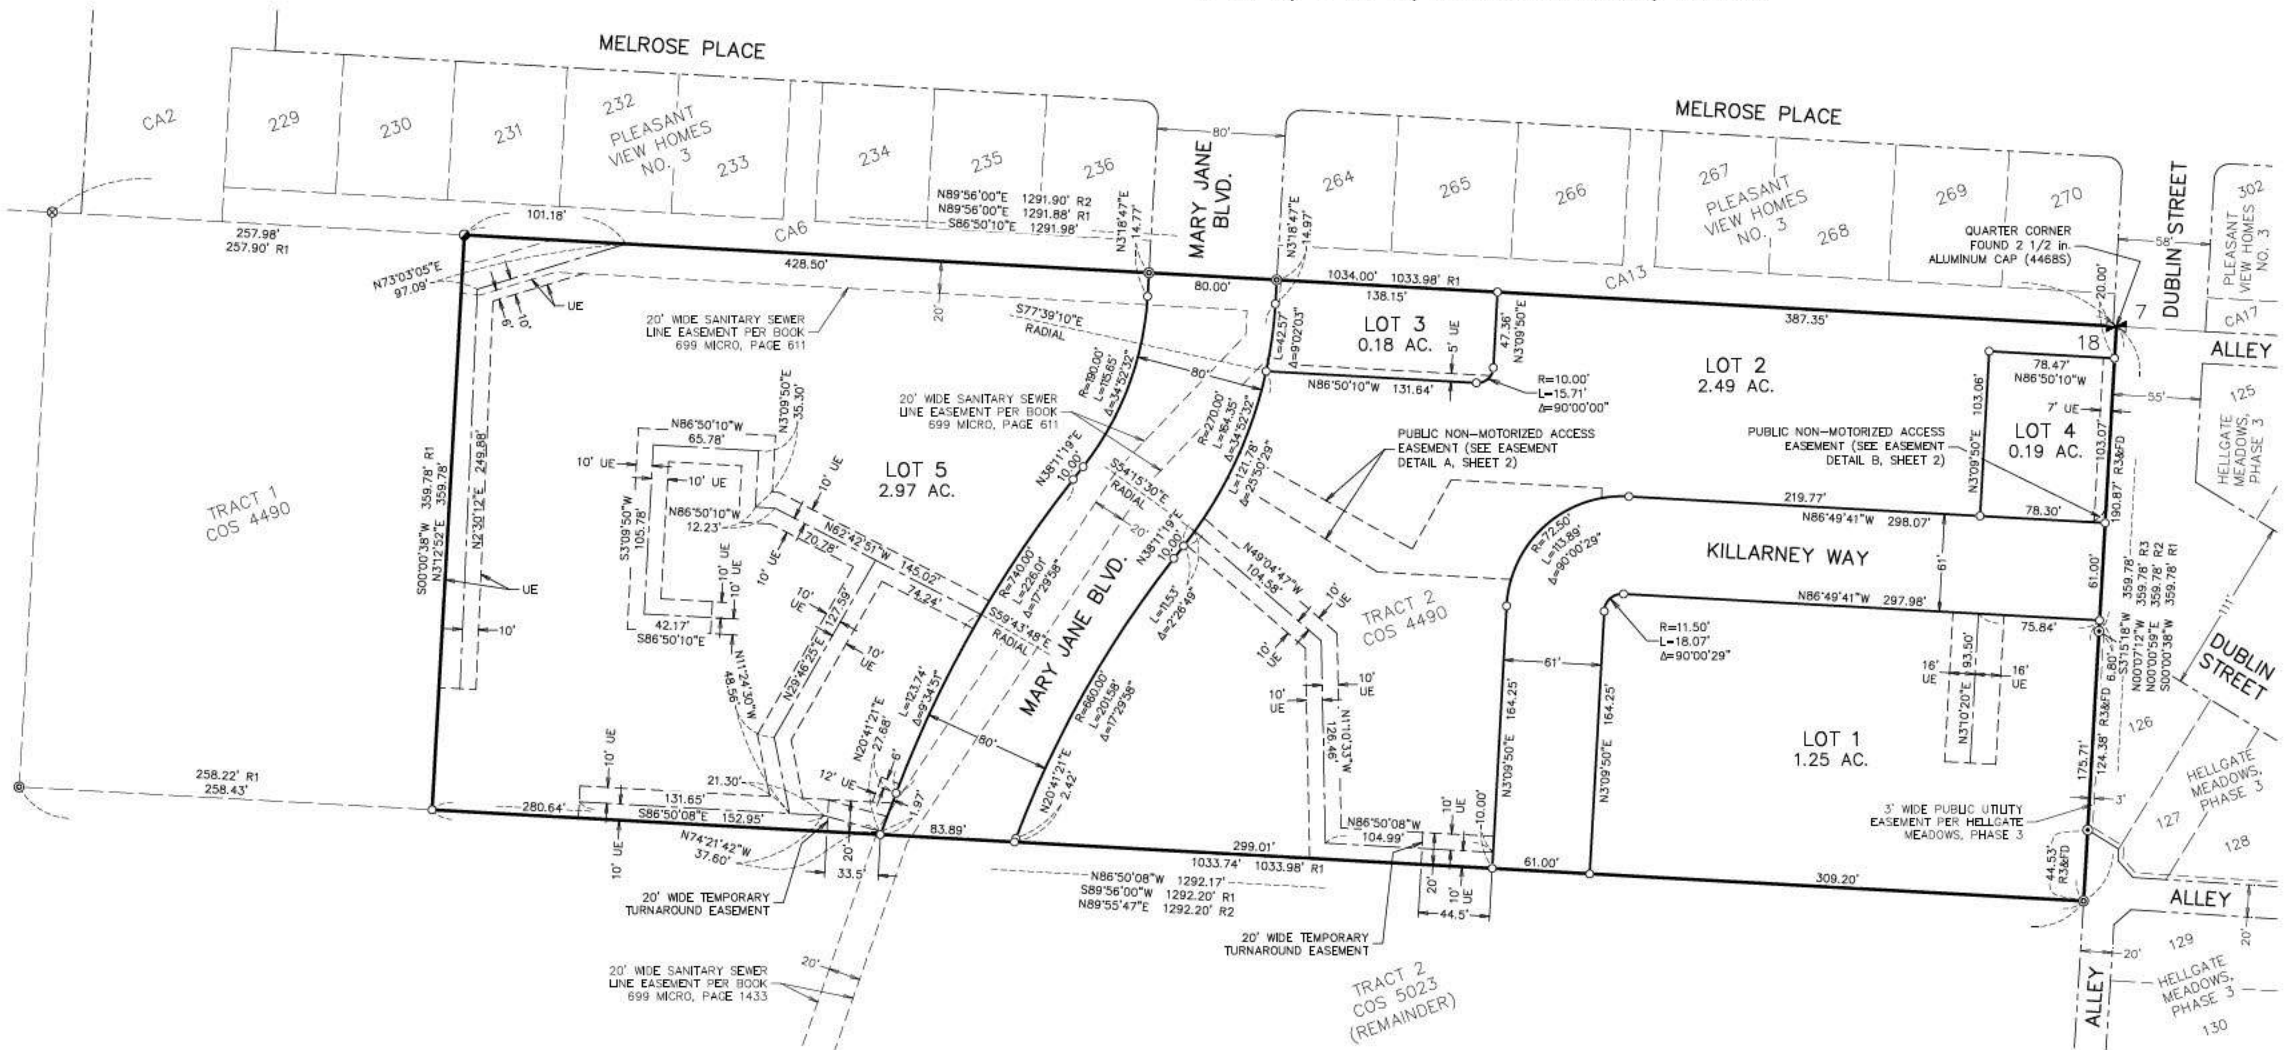 MELROSE PLACE
MELROSE PLACE
CA2
229
230
231
232
PLEASANT
VIEW HOMES
NO. 3
233
234
235
236
80'
MARY JANE
BLVD.
264
265
266
267
PLEASANT
VIEW HOMES
NO. 3
268
269
270
DUBLIN STREET
302
PLEASANT
VIEW HOMES
NO. 3
CA17
58'
QUARTER CORNER
FOUND 2 1/2 in.
ALUMINUM CAP (4468S)
20.00'
7
18
ALLEY
257.98'
257.90' R1
101.18'
CA6
N89°56'00"E 1291.90' R2
N89°56'00"E 1291.88' R1
S86°50'10"E 1291.98'
N3°18'47"E
14.77'
N3°18'47"E
14.97'
428.50'
80.00'
1034.00' 1033.98' R1
138.15'
CA13
387.35'
N73°03'05"E
97.09'
6'
10'
UE
20'
20' WIDE SANITARY SEWER
LINE EASEMENT PER BOOK
699 MICRO, PAGE 611
S77°39'10"E
RADIAL
L=42.57'
Δ=9°02'03"
LOT 3
0.18 AC.
5' UE
47.36'
N3°09'50"E
N86°50'10"W 131.64'
R=10.00'
L=15.71'
Δ=90°00'00"
LOT 2
2.49 AC.
78.47'
N86°50'10"W
103.06'
N3°09'50"E
7' UE
LOT 4
0.19 AC.
103.07'
190.87' R3&FD
55'
125
HELLGATE
MEADOWS,
PHASE 3
R=190.00'
L=115.65'
Δ=34°52'32"
80'
20' WIDE SANITARY SEWER
LINE EASEMENT PER BOOK
699 MICRO, PAGE 611
R=270.00'
L=164.35'
Δ=34°52'32"
L=121.78'
Δ=25°50'29"
PUBLIC NON-MOTORIZED ACCESS
EASEMENT (SEE EASEMENT
DETAIL A, SHEET 2)
PUBLIC NON-MOTORIZED ACCESS
EASEMENT (SEE EASEMENT
DETAIL B, SHEET 2)
TRACT 1
COS 4490
S00°00'38"W 359.78' R1
N3°12'52"E 359.78'
N2°30'12"E 249.88'
UE
10'
N86°50'10"W
65.78'
N3°09'50"E
35.30'
10' UE
10' UE
10' UE
N86°50'10"W
12.23'
S3°09'50"W
105.78'
10' UE
10' UE
42.17'
S86°50'10"E
LOT 5
2.97 AC.
N38°11'19"E
10.00'
S54°15'30"E
RADIAL
20'
N38°11'19"E
10.00'
N62°42'51"W
145.02'
70.78'
74.24'
10' UE
10'
UE
N29°46'25"E 127.59'
10'
UE
R=740.00'
L=226.01'
Δ=17°29'58"
S59°43'48"E
RADIAL
MARY JANE BLVD.
L=11.53'
Δ=2°26'49"
N49°04'47"W
104.58'
10'
UE
10'
UE
TRACT 2
COS 4490
R=72.50'
L=113.89'
Δ=90°00'29"
219.77'
N86°49'41"W 298.07'
78.30'
KILLARNEY WAY
61'
61.00'
N86°49'41"W 297.98'
75.84'
R=11.50'
L=18.07'
Δ=90°00'29"
61'
N3°09'50"E 164.25'
N3°09'50"E 164.25'
16'
UE
N3°10'20"E 93.50'
16'
UE
6.80'
S3°15'18"W 359.78'
N00°07'12"W 359.78' R3
N00°00'59"E 359.78' R2
S00°00'38"W 359.78' R1
111'
DUBLIN
STREET
126
LOT 1
1.25 AC.
175.71'
124.38' R3&FD
3'
3' WIDE PUBLIC UTILITY
EASEMENT PER HELLGATE
MEADOWS, PHASE 3
127
HELLGATE
MEADOWS,
PHASE 3
128
N11°24'30"W
48.56'
L=123.74'
Δ=9°34'51"
N20°41'21"E
27.68'
80'
R=660.00'
L=201.58'
Δ=17°29'58"
N20°41'21"E
2.42'
10'
UE
10'
UE
N1°10'33"W
126.46'
258.22' R1
258.43'
10' UE
21.30'
12' UE
6'
1.97'
131.65'
280.64'
S86°50'08"E 152.95'
N74°21'42"W
37.60'
10' UE
20'
33.5'
83.89'
299.01'
1033.74' 1033.98' R1
N86°50'08"W 1292.17'
S89°56'00"W 1292.20' R1
N89°55'47"E 1292.20' R2
N86°50'08"W
104.99'
10'
UE
10.00'
20'
10'
UE
44.5'
61.00'
309.20'
44.53'
R3&FD
ALLEY
20'
20'
129
HELLGATE
MEADOWS,
PHASE 3
130
ALLEY
20' WIDE TEMPORARY
TURNAROUND EASEMENT
20' WIDE TEMPORARY
TURNAROUND EASEMENT
20' WIDE SANITARY SEWER
LINE EASEMENT PER BOOK
699 MICRO, PAGE 1433
20'
TRACT 2
COS 5023
(REMAINDER)